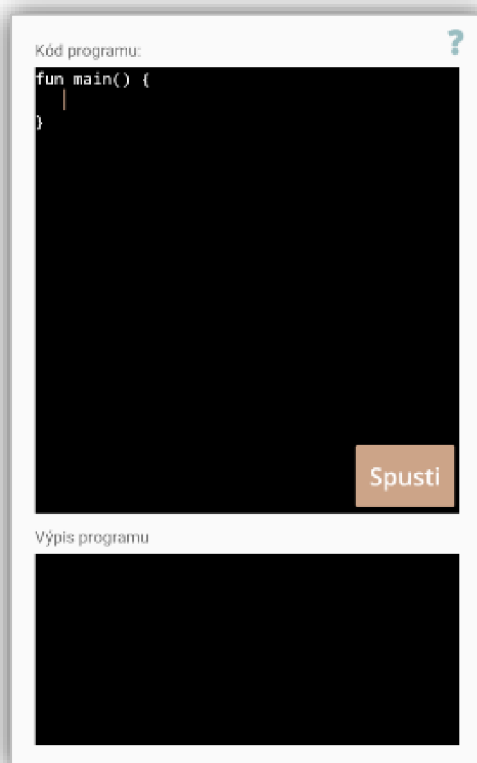 ?
Kód programu:
fun main() {
}
Spusti
Výpis programu